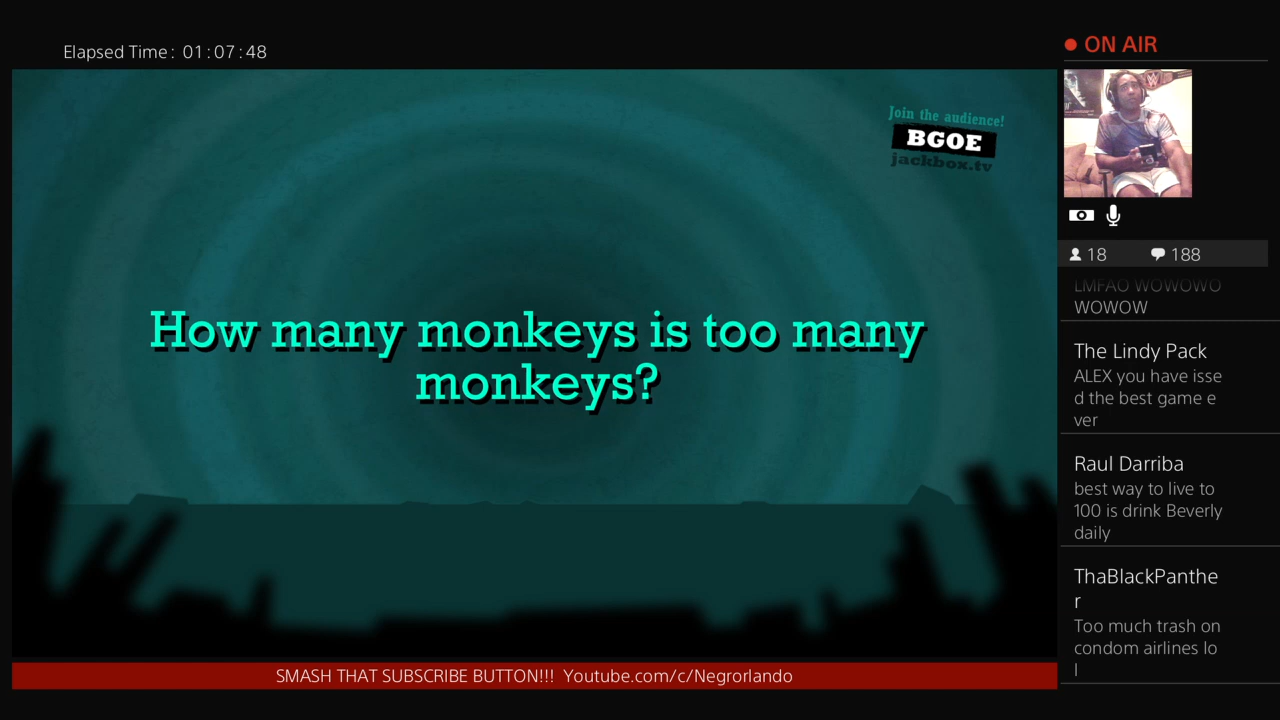 Elapsed Time: 01:07:48
ON AIR
Join the audience!
BGOE
jackbox.tv
How many monkeys is too many
monkeys?
18 188
LMFAO WOWOWO
WOWOW
The Lindy Pack
ALEX you have isse
d the best game e
ver
Raul Darriba
best way to live to
100 is drink Beverly
daily
ThaBlackPanthe
r
Too much trash on
condom airlines lo
l
SMASH THAT SUBSCRIBE BUTTON!!! Youtube.com/c/Negrorlando